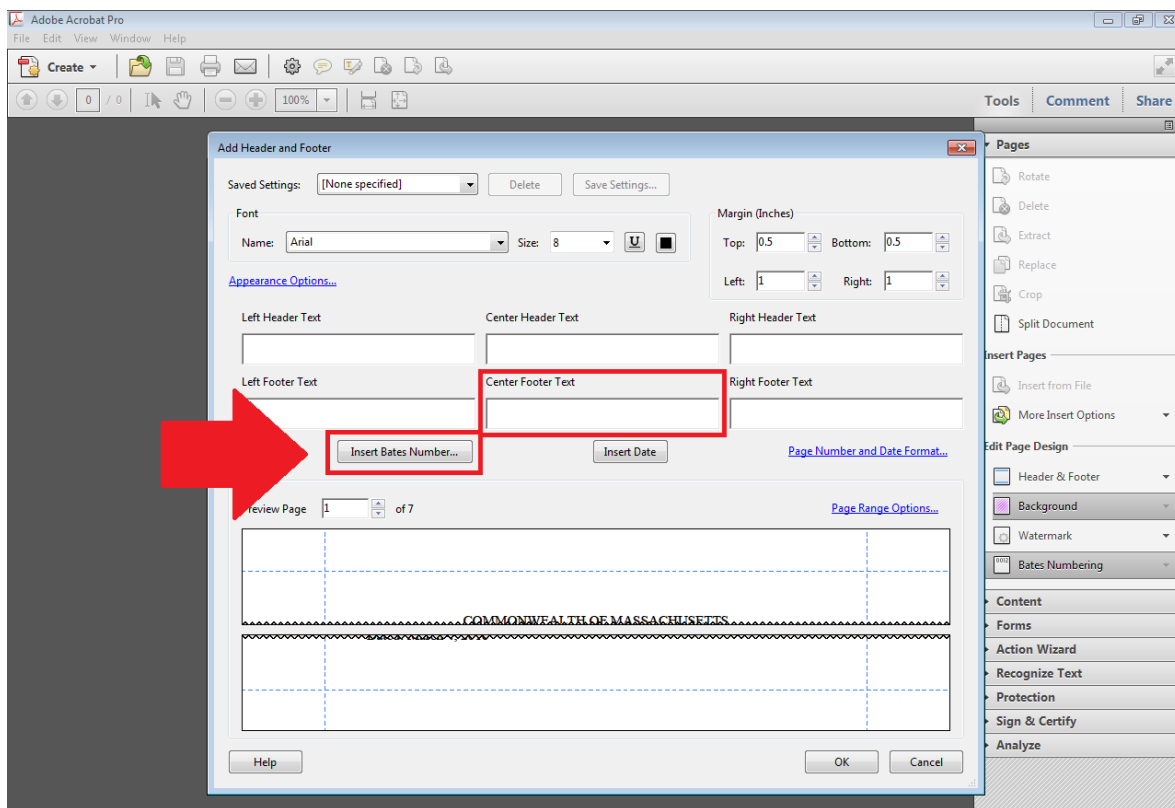 Adobe Acrobat Pro
File Edit View Window Help
Create
0 / 0 100% Tools Comment Share
Add Header and Footer
Saved Settings: [None specified] Delete Save Settings...
Font
Name: Arial Size: 8 U
Margin (Inches)
Top: 0.5 Bottom: 0.5
Left: 1 Right: 1
Appearance Options...
Left Header Text Center Header Text Right Header Text
Left Footer Text Center Footer Text Right Footer Text
Insert Bates Number... Insert Date Page Number and Date Format...
Preview Page 1 of 7 Page Range Options...
COMMONWEALTH OF MASSACHUSETTS
Help OK Cancel
Pages
Rotate
Delete
Extract
Replace
Crop
Split Document
Insert Pages
Insert from File
More Insert Options
Edit Page Design
Header & Footer
Background
Watermark
Bates Numbering
Content
Forms
Action Wizard
Recognize Text
Protection
Sign & Certify
Analyze